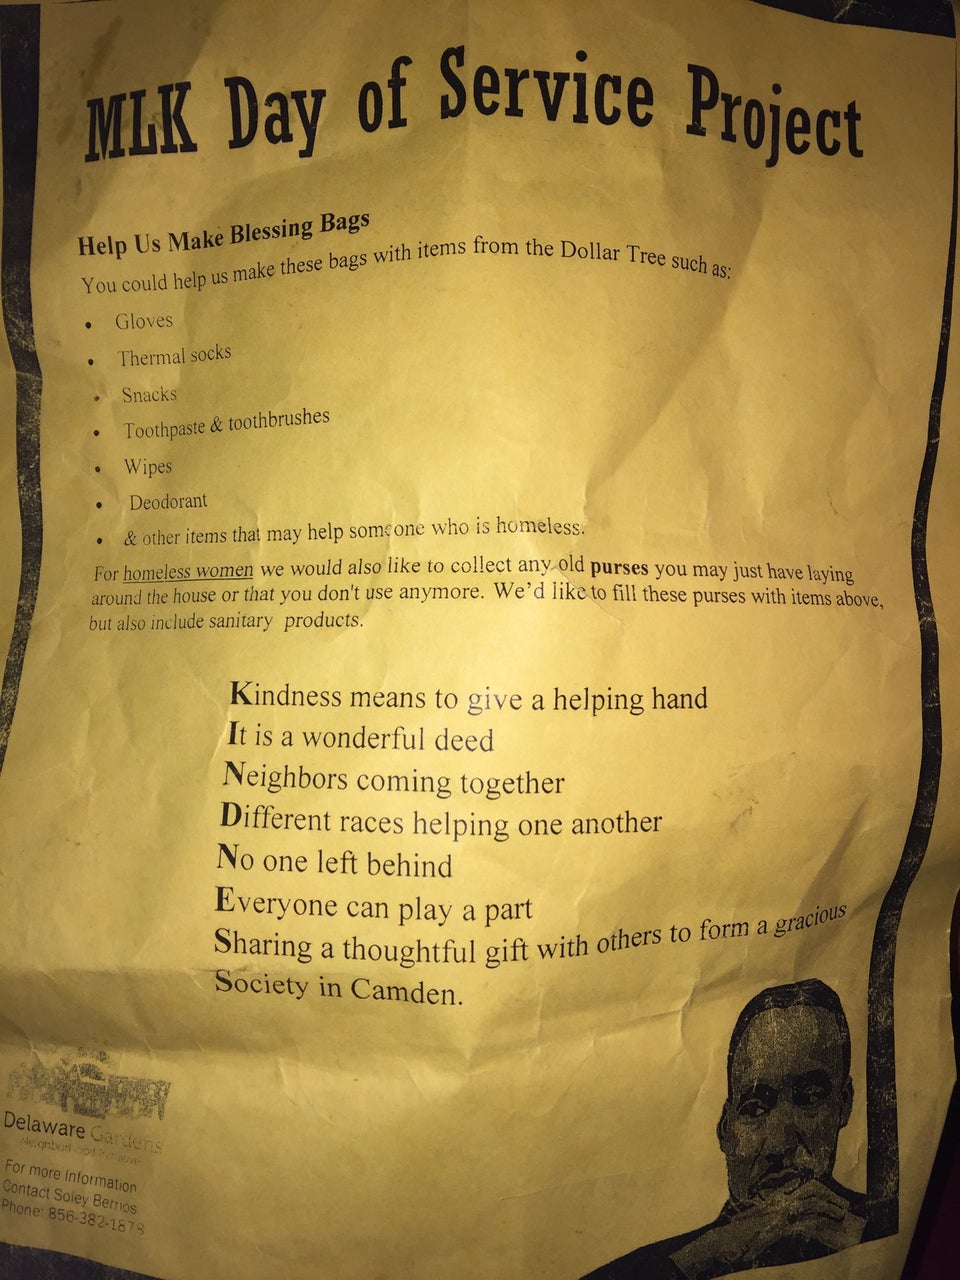 MLK Day of Service Project
Help Us Make Blessing Bags
You could help us make these bags with items from the Dollar Tree such as:
• Gloves
• Thermal socks
• Snacks
• Toothpaste & toothbrushes
• Wipes
• Deodorant
• & other items that may help someone who is homeless.
For homeless women we would also like to collect any old purses you may just have laying
around the house or that you don't use anymore. We'd like to fill these purses with items above,
but also include sanitary products.
Kindness means to give a helping hand
It is a wonderful deed
Neighbors coming together
Different races helping one another
No one left behind
Everyone can play a part
Sharing a thoughtful gift with others to form a gracious
Society in Camden.
Delaware Gardens
Neighborhood
For more Information
Contact Soley Berrios
Phone: 856-382-1878